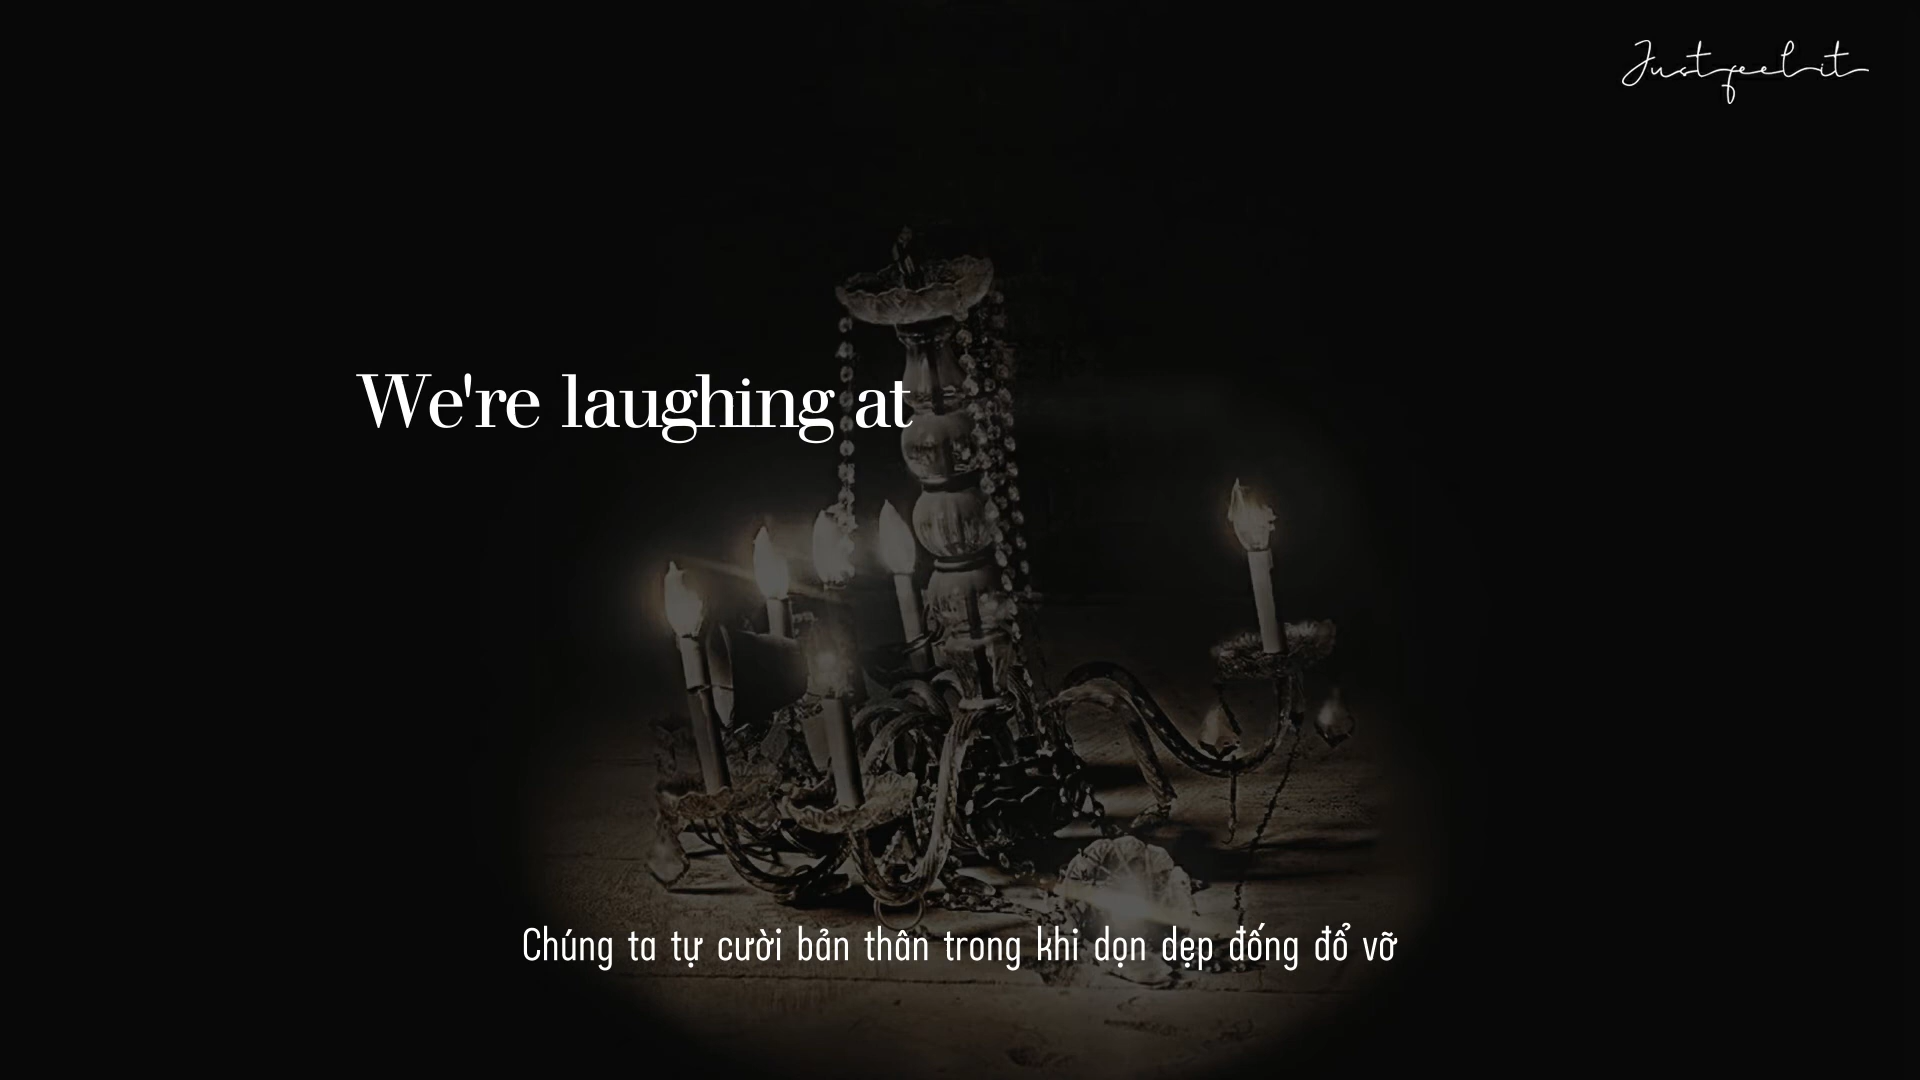 Justfeelit
We're laughing at
Chúng ta tự cười bản thân trong khi dọn dẹp đống đổ vỡ